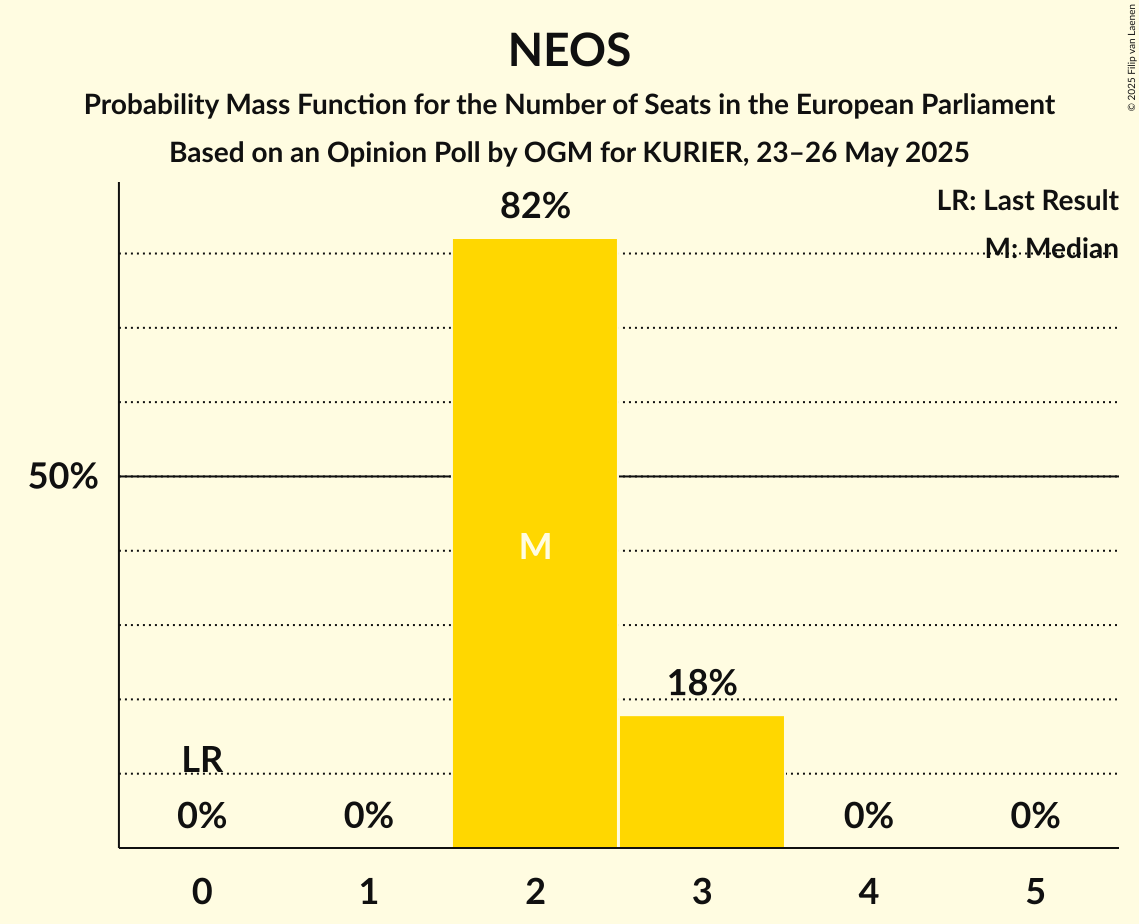 NEOS
Probability Mass Function for the Number of Seats in the European Parliament
Based on an Opinion Poll by OGM for KURIER, 23–26 May 2025
© 2025 Filip van Laenen
LR: Last Result
M: Median
82%
50%
M
18%
LR
0% 0% 0% 0%
0 1 2 3 4 5